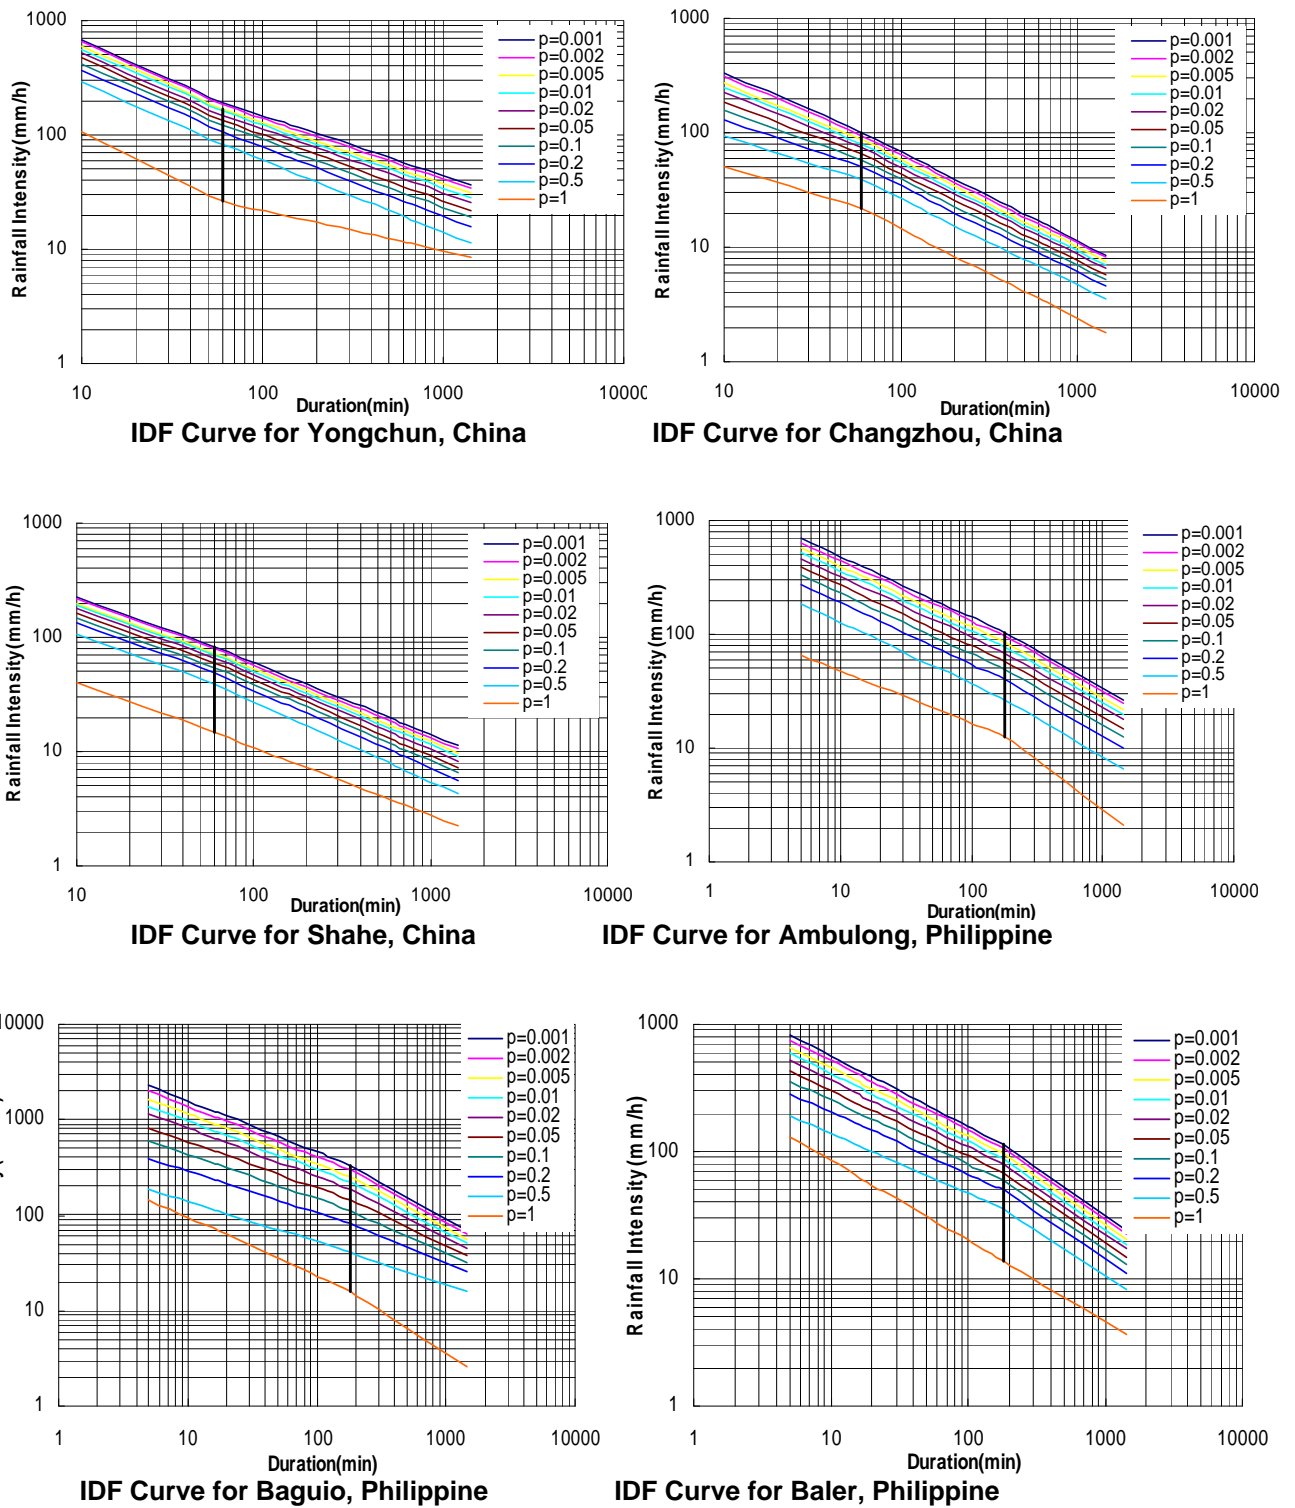 1000
100
10
1
Rainfall Intensity(mm/h)
p=0.001
p=0.002
p=0.005
p=0.01
p=0.02
p=0.05
p=0.1
p=0.2
p=0.5
p=1
10 100 1000 10000
Duration(min)
IDF Curve for Yongchun, China
1000
100
10
1
Rainfall Intensity(mm/h)
p=0.001
p=0.002
p=0.005
p=0.01
p=0.02
p=0.05
p=0.1
p=0.2
p=0.5
p=1
10 100 1000 10000
Duration(min)
IDF Curve for Changzhou, China
1000
100
10
1
Rainfall Intensity(mm/h)
p=0.001
p=0.002
p=0.005
p=0.01
p=0.02
p=0.05
p=0.1
p=0.2
p=0.5
p=1
10 100 1000 10000
Duration(min)
IDF Curve for Shahe, China
1000
100
10
1
Rainfall Intensity(mm/h)
p=0.001
p=0.002
p=0.005
p=0.01
p=0.02
p=0.05
p=0.1
p=0.2
p=0.5
p=1
1 10 100 1000 10000
Duration(min)
IDF Curve for Ambulong, Philippine
10000
1000
100
10
1
p=0.001
p=0.002
p=0.005
p=0.01
p=0.02
p=0.05
p=0.1
p=0.2
p=0.5
p=1
1 10 100 1000 10000
Duration(min)
IDF Curve for Baguio, Philippine
1000
100
10
1
Rainfall Intensity(mm/h)
p=0.001
p=0.002
p=0.005
p=0.01
p=0.02
p=0.05
p=0.1
p=0.2
p=0.5
p=1
1 10 100 1000 10000
Duration(min)
IDF Curve for Baler, Philippine